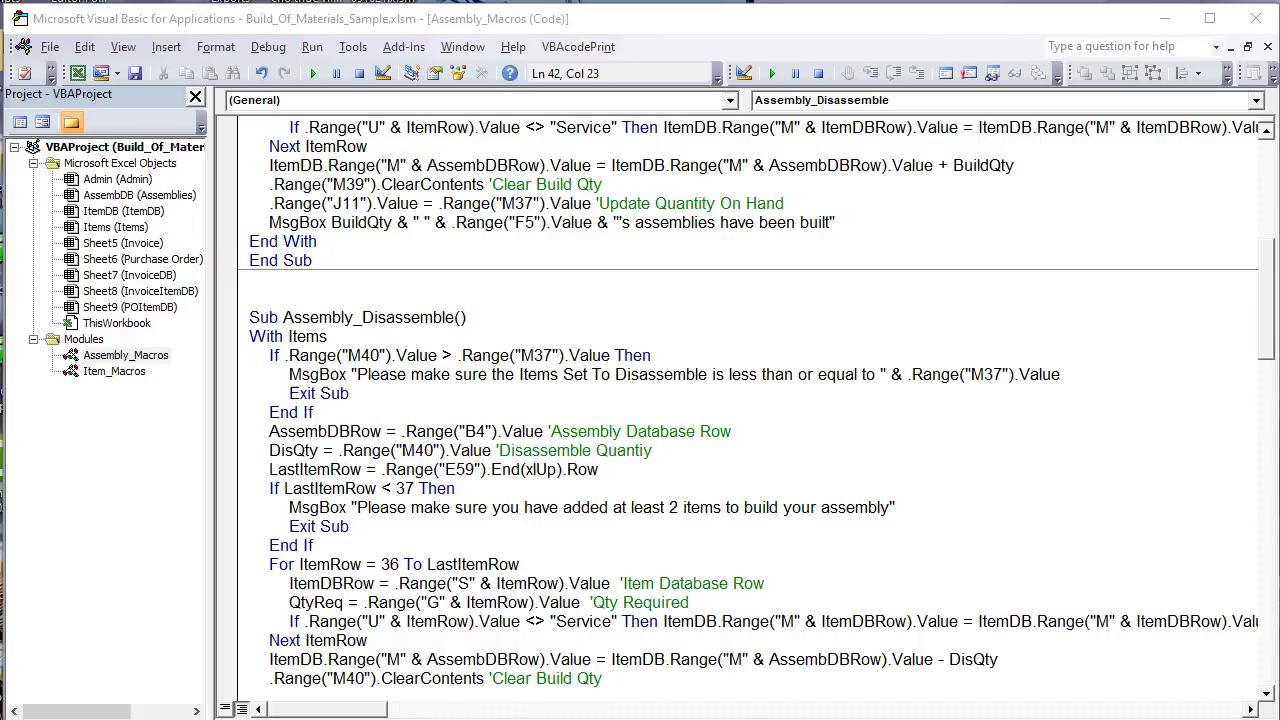 Microsoft Visual Basic for Applications - Build_Of_Materials_Sample.xlsm - [Assembly_Macros (Code)]
File Edit View Insert Format Debug Run Tools Add-Ins Window Help VBAcodePrint
Type a question for help
Ln 42, Col 23
Project - VBAProject
(General)
Assembly_Disassemble
VBAProject (Build_Of_Mater
Microsoft Excel Objects
Admin (Admin)
AssembDB (Assemblies)
ItemDB (ItemDB)
Items (Items)
Sheet5 (Invoice)
Sheet6 (Purchase Order)
Sheet7 (InvoiceDB)
Sheet8 (InvoiceItemDB)
Sheet9 (POItemDB)
ThisWorkbook
Modules
Assembly_Macros
Item_Macros
If .Range("U" & ItemRow).Value <> "Service" Then ItemDB.Range("M" & ItemDBRow).Value = ItemDB.Range("M" & ItemDBRow).Valu
Next ItemRow
ItemDB.Range("M" & AssembDBRow).Value = ItemDB.Range("M" & AssembDBRow).Value + BuildQty
.Range("M39").ClearContents 'Clear Build Qty
.Range("J11").Value = .Range("M37").Value 'Update Quantity On Hand
MsgBox BuildQty & " " & .Range("F5").Value & "'s assemblies have been built"
End With
End Sub
Sub Assembly_Disassemble()
With Items
If .Range("M40").Value > .Range("M37").Value Then
MsgBox "Please make sure the Items Set To Disassemble is less than or equal to " & .Range("M37").Value
Exit Sub
End If
AssembDBRow = .Range("B4").Value 'Assembly Database Row
DisQty = .Range("M40").Value 'Disassemble Quantiy
LastItemRow = .Range("E59").End(xlUp).Row
If LastItemRow < 37 Then
MsgBox "Please make sure you have added at least 2 items to build your assembly"
Exit Sub
End If
For ItemRow = 36 To LastItemRow
ItemDBRow = .Range("S" & ItemRow).Value 'Item Database Row
QtyReq = .Range("G" & ItemRow).Value 'Qty Required
If .Range("U" & ItemRow).Value <> "Service" Then ItemDB.Range("M" & ItemDBRow).Value = ItemDB.Range("M" & ItemDBRow).Valu
Next ItemRow
ItemDB.Range("M" & AssembDBRow).Value = ItemDB.Range("M" & AssembDBRow).Value - DisQty
.Range("M40").ClearContents 'Clear Build Qty